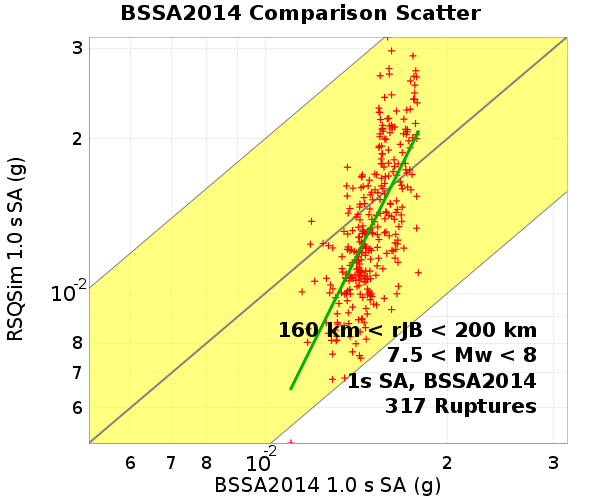 BSSA2014 Comparison Scatter
RSQSim 1.0 s SA (g)
3
2
10-2
8
7
6
160 km < rJB < 200 km
7.5 < Mw < 8
1s SA, BSSA2014
317 Ruptures
6 7 8 10-2 2 3
BSSA2014 1.0 s SA (g)